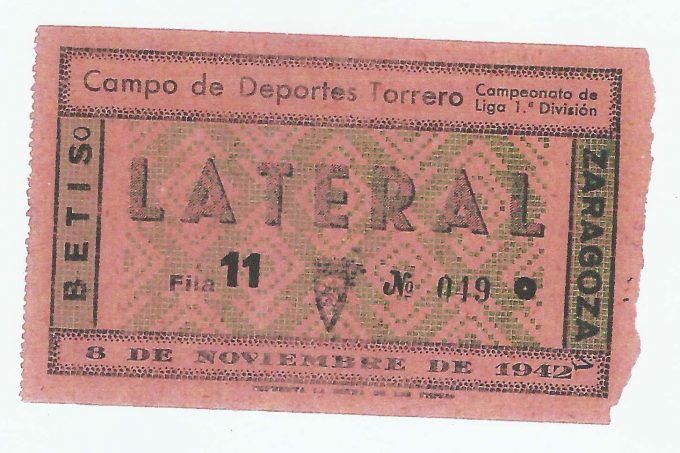 Campo de Deportes Torrero
Campeonato de
Liga 1.ª División
BETIS
LATERAL
Fila 11
№ 049
ZARAGOZA
8 DE NOVIEMBRE DE 1942